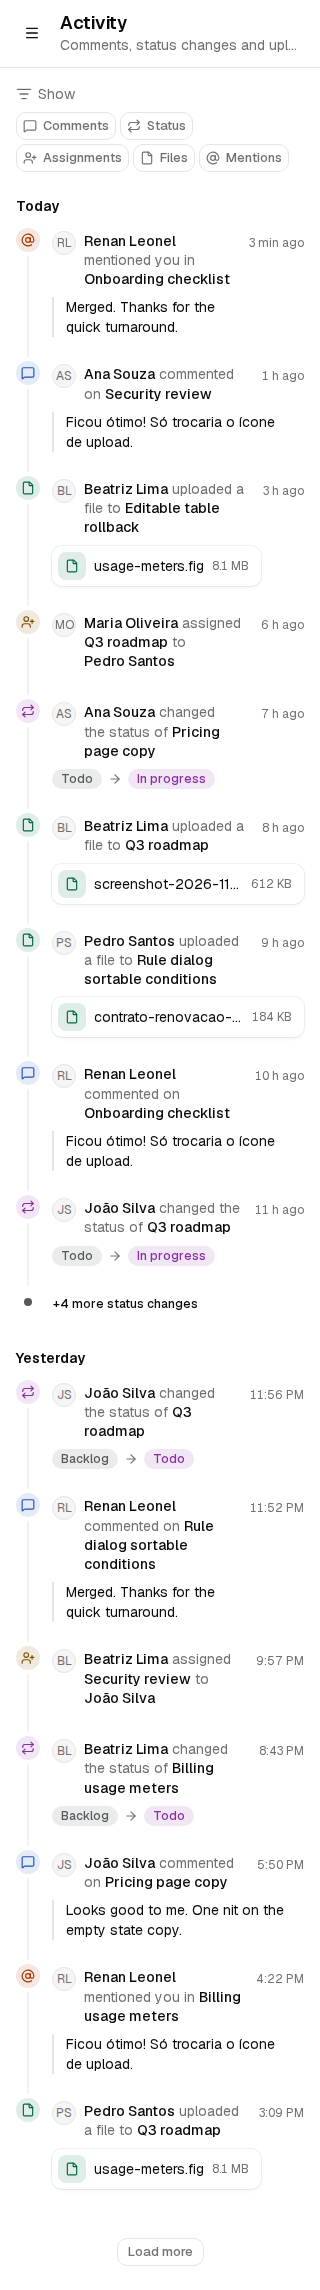 Activity
Comments, status changes and upl...
Show
Comments
Status
Assignments
Files
Mentions
Today
RL
Renan Leonel
mentioned you in
Onboarding checklist
3 min ago
Merged. Thanks for the
quick turnaround.
AS
Ana Souza commented
on Security review
1 h ago
Ficou ótimo! Só trocaria o ícone
de upload.
BL
Beatriz Lima uploaded a
file to Editable table
rollback
3 h ago
usage-meters.fig 8.1 MB
MO
Maria Oliveira assigned
Q3 roadmap to
Pedro Santos
6 h ago
AS
Ana Souza changed
the status of Pricing
page copy
7 h ago
Todo → In progress
BL
Beatriz Lima uploaded a
file to Q3 roadmap
8 h ago
screenshot-2026-11... 612 KB
PS
Pedro Santos uploaded
a file to Rule dialog
sortable conditions
9 h ago
contrato-renovacao-... 184 KB
RL
Renan Leonel
commented on
Onboarding checklist
10 h ago
Ficou ótimo! Só trocaria o ícone
de upload.
JS
João Silva changed the
status of Q3 roadmap
11 h ago
Todo → In progress
+4 more status changes
Yesterday
JS
João Silva changed
the status of Q3
roadmap
11:56 PM
Backlog → Todo
RL
Renan Leonel
commented on Rule
dialog sortable
conditions
11:52 PM
Merged. Thanks for the
quick turnaround.
BL
Beatriz Lima assigned
Security review to
João Silva
9:57 PM
BL
Beatriz Lima changed
the status of Billing
usage meters
8:43 PM
Backlog → Todo
JS
João Silva commented
on Pricing page copy
5:50 PM
Looks good to me. One nit on the
empty state copy.
RL
Renan Leonel
mentioned you in Billing
usage meters
4:22 PM
Ficou ótimo! Só trocaria o ícone
de upload.
PS
Pedro Santos uploaded
a file to Q3 roadmap
3:09 PM
usage-meters.fig 8.1 MB
Load more